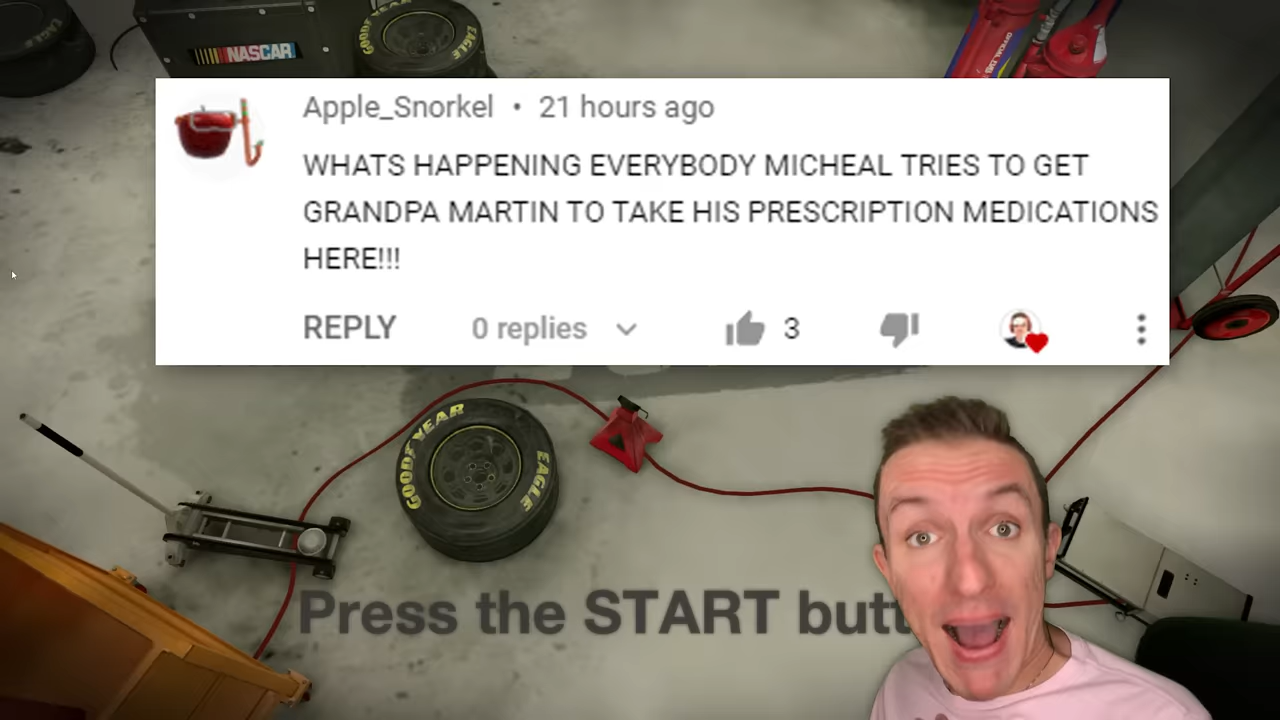 GOODYEAR
EAGLE
NASCAR
Apple_Snorkel • 21 hours ago
WHATS HAPPENING EVERYBODY MICHEAL TRIES TO GET
GRANDPA MARTIN TO TAKE HIS PRESCRIPTION MEDICATIONS
HERE!!!
REPLY 0 replies 3
GOODYEAR
EAGLE
Press the START butt